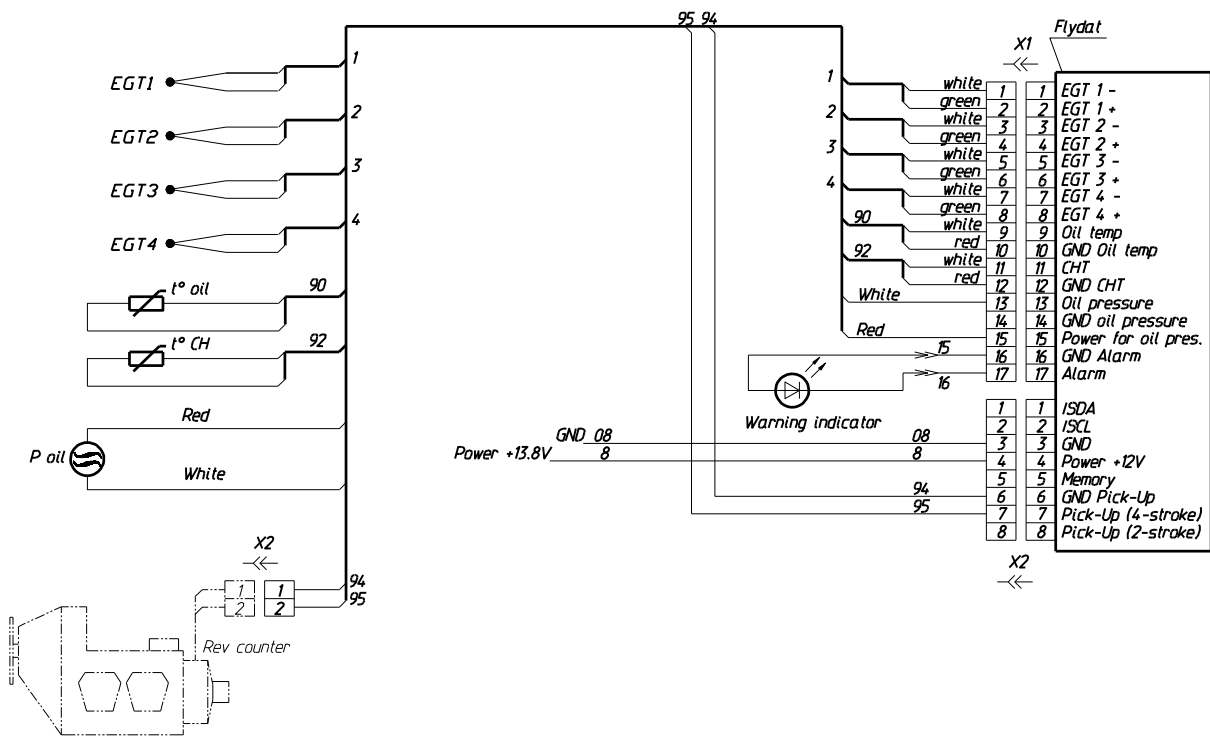 95 94
Flydat
X1
EGT1
1
EGT2
2
EGT3
3
EGT4
4
t° oil
90
t° CH
92
Red
P oil
White
X2
1 1
2 2
94
95
Rev counter
1
2
3
4
90
92
white 1 1 EGT 1 -
green 2 2 EGT 1 +
white 3 3 EGT 2 -
green 4 4 EGT 2 +
white 5 5 EGT 3 -
green 6 6 EGT 3 +
white 7 7 EGT 4 -
green 8 8 EGT 4 +
white 9 9 Oil temp
red 10 10 GND Oil temp
white 11 11 CHT
red 12 12 GND CHT
White 13 13 Oil pressure
14 14 GND oil pressure
Red 15 15 Power for oil pres.
15 16 16 GND Alarm
16 17 17 Alarm
Warning indicator
1 1 ISDA
2 2 ISCL
GND 08 08 3 3 GND
Power +13.8V 8 8 4 4 Power +12V
5 5 Memory
94 6 6 GND Pick-Up
95 7 7 Pick-Up (4-stroke)
8 8 Pick-Up (2-stroke)
X2